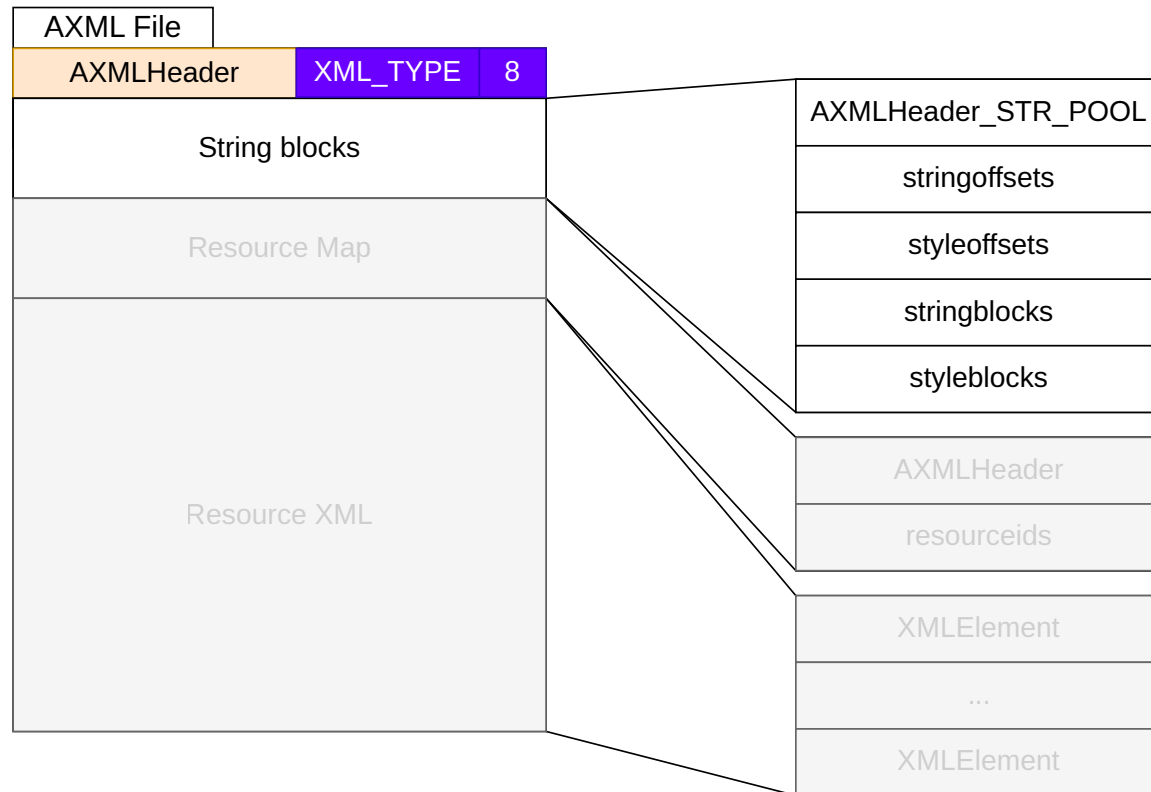 AXML File
AXMLHeader XML_TYPE 8
String blocks
Resource Map
Resource XML
AXMLHeader_STR_POOL
stringoffsets
styleoffsets
stringblocks
styleblocks
AXMLHeader
resourceids
XMLElement
...
XMLElement